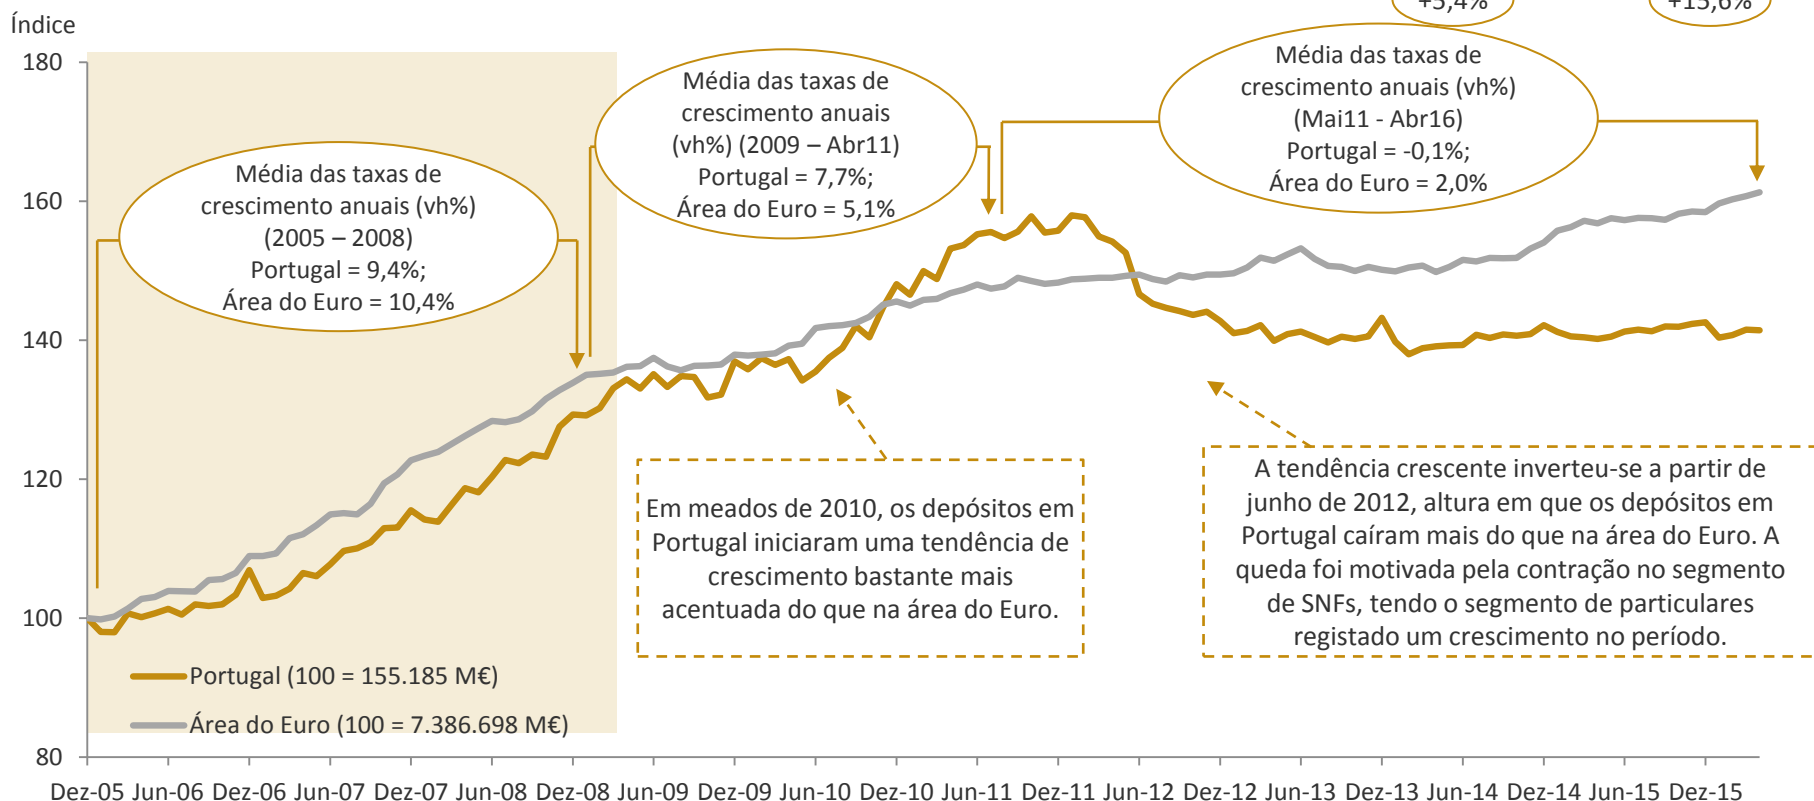 +5,4%
+15,6%
Índice
180
160
140
120
100
80
Média das taxas de
crescimento anuais (vh%)
(2005 – 2008)
Portugal = 9,4%;
Área do Euro = 10,4%
Média das taxas de
crescimento anuais
(vh%) (2009 – Abr11)
Portugal = 7,7%;
Área do Euro = 5,1%
Média das taxas de
crescimento anuais (vh%)
(Mai11 - Abr16)
Portugal = -0,1%;
Área do Euro = 2,0%
Em meados de 2010, os depósitos em
Portugal iniciaram uma tendência de
crescimento bastante mais
acentuada do que na área do Euro.
A tendência crescente inverteu-se a partir de
junho de 2012, altura em que os depósitos em
Portugal caíram mais do que na área do Euro. A
queda foi motivada pela contração no segmento
de SNFs, tendo o segmento de particulares
registado um crescimento no período.
Portugal (100 = 155.185 M€)
Área do Euro (100 = 7.386.698 M€)
Dez-05 Jun-06 Dez-06 Jun-07 Dez-07 Jun-08 Dez-08 Jun-09 Dez-09 Jun-10 Dez-10 Jun-11 Dez-11 Jun-12 Dez-12 Jun-13 Dez-13 Jun-14 Dez-14 Jun-15 Dez-15